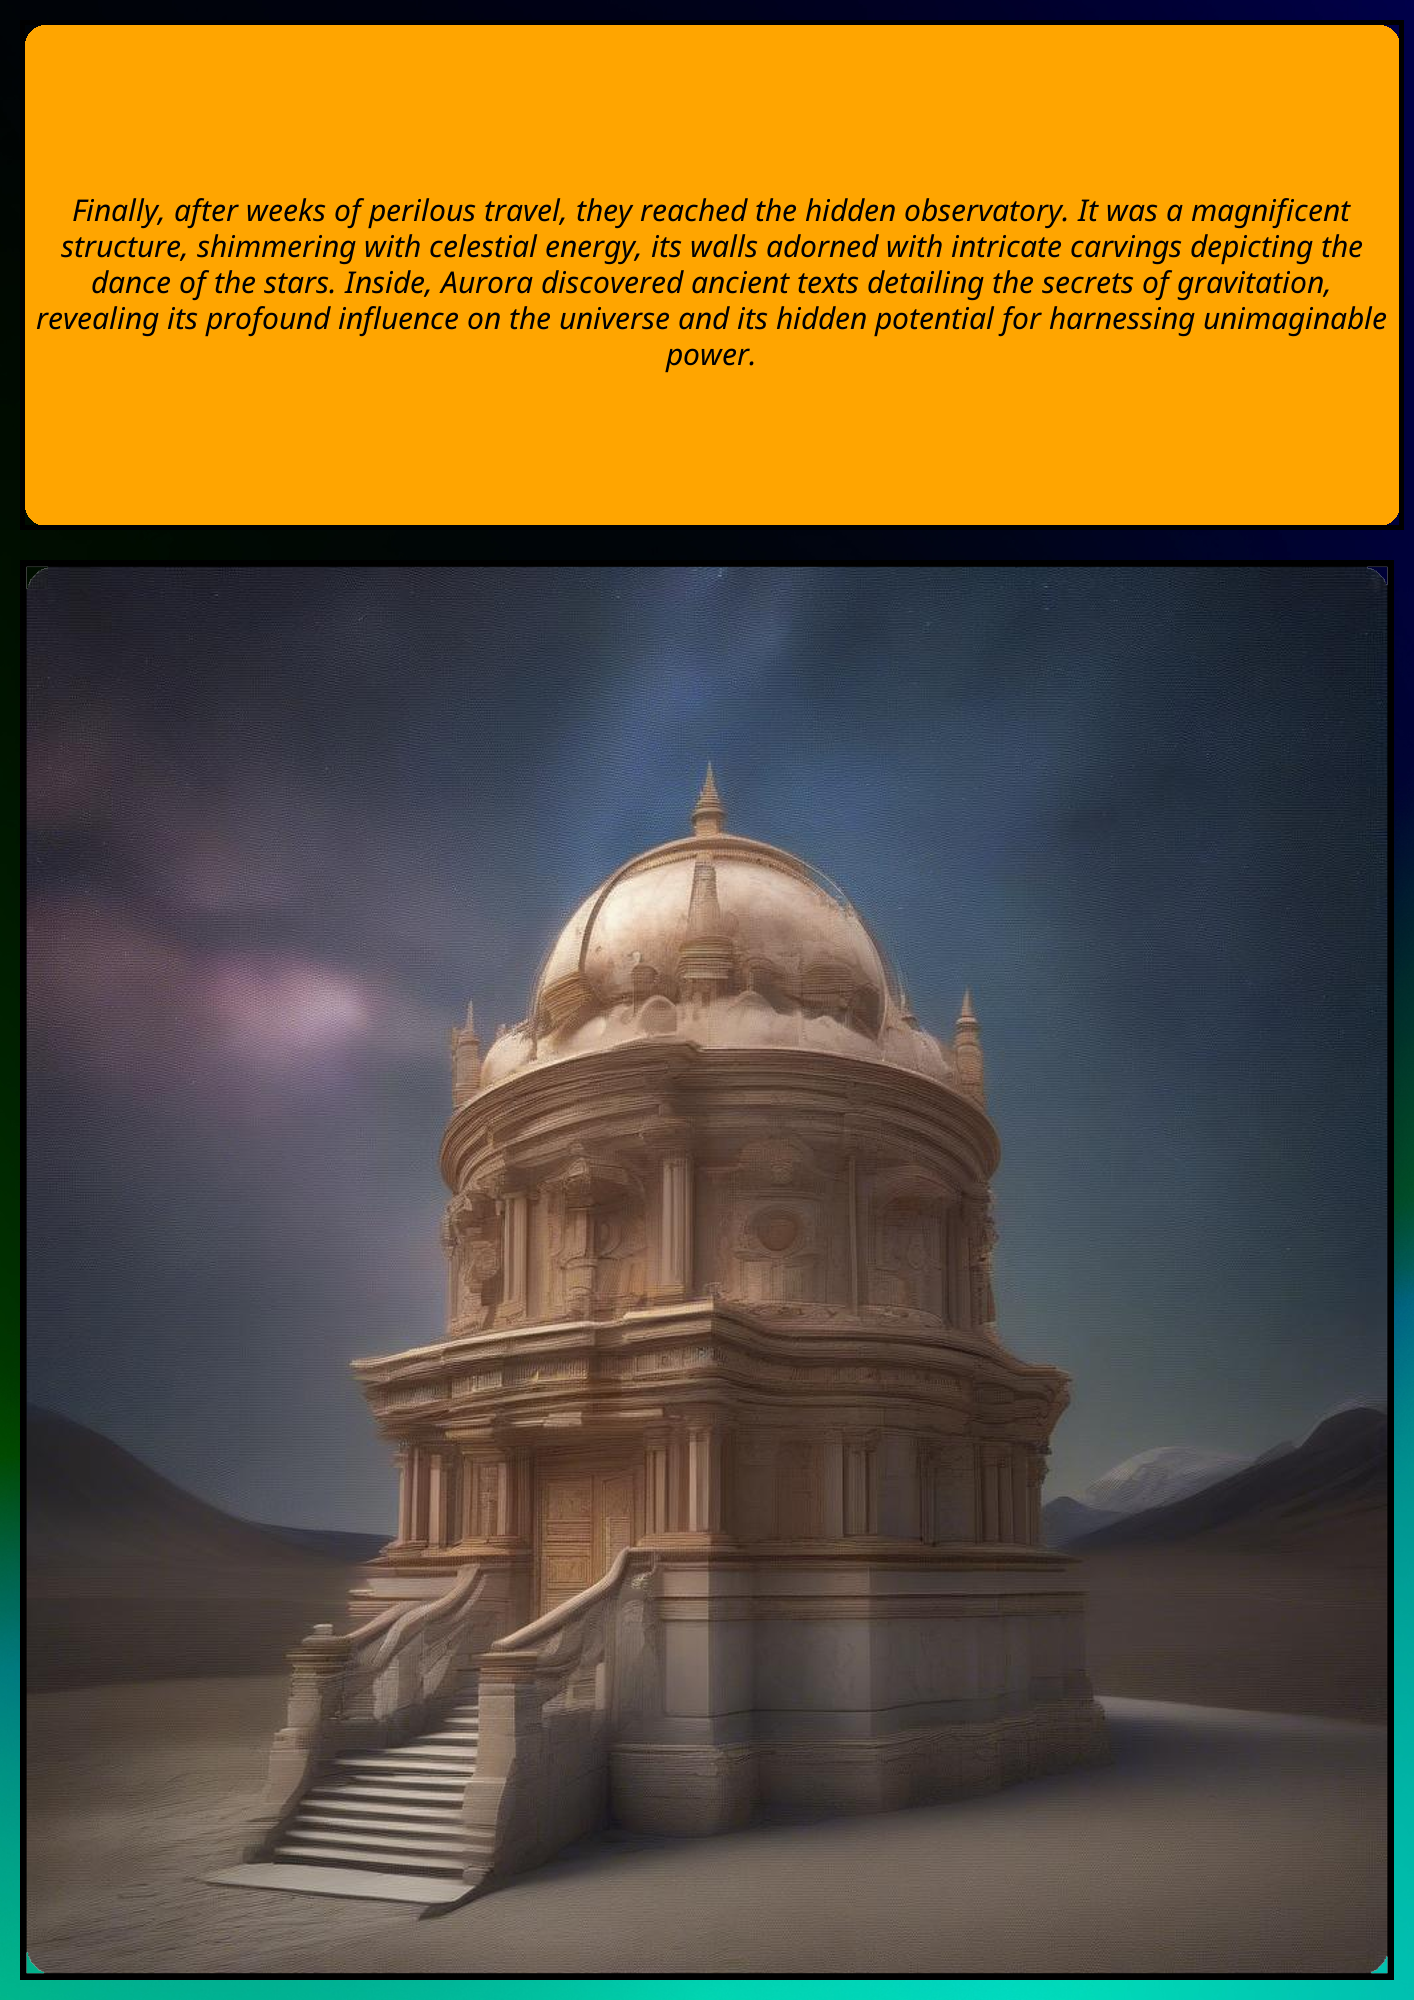 Finally, after weeks of perilous travel, they reached the hidden observatory. It was a magnificent
structure, shimmering with celestial energy, its walls adorned with intricate carvings depicting the
dance of the stars. Inside, Aurora discovered ancient texts detailing the secrets of gravitation,
revealing its profound influence on the universe and its hidden potential for harnessing unimaginable
power.